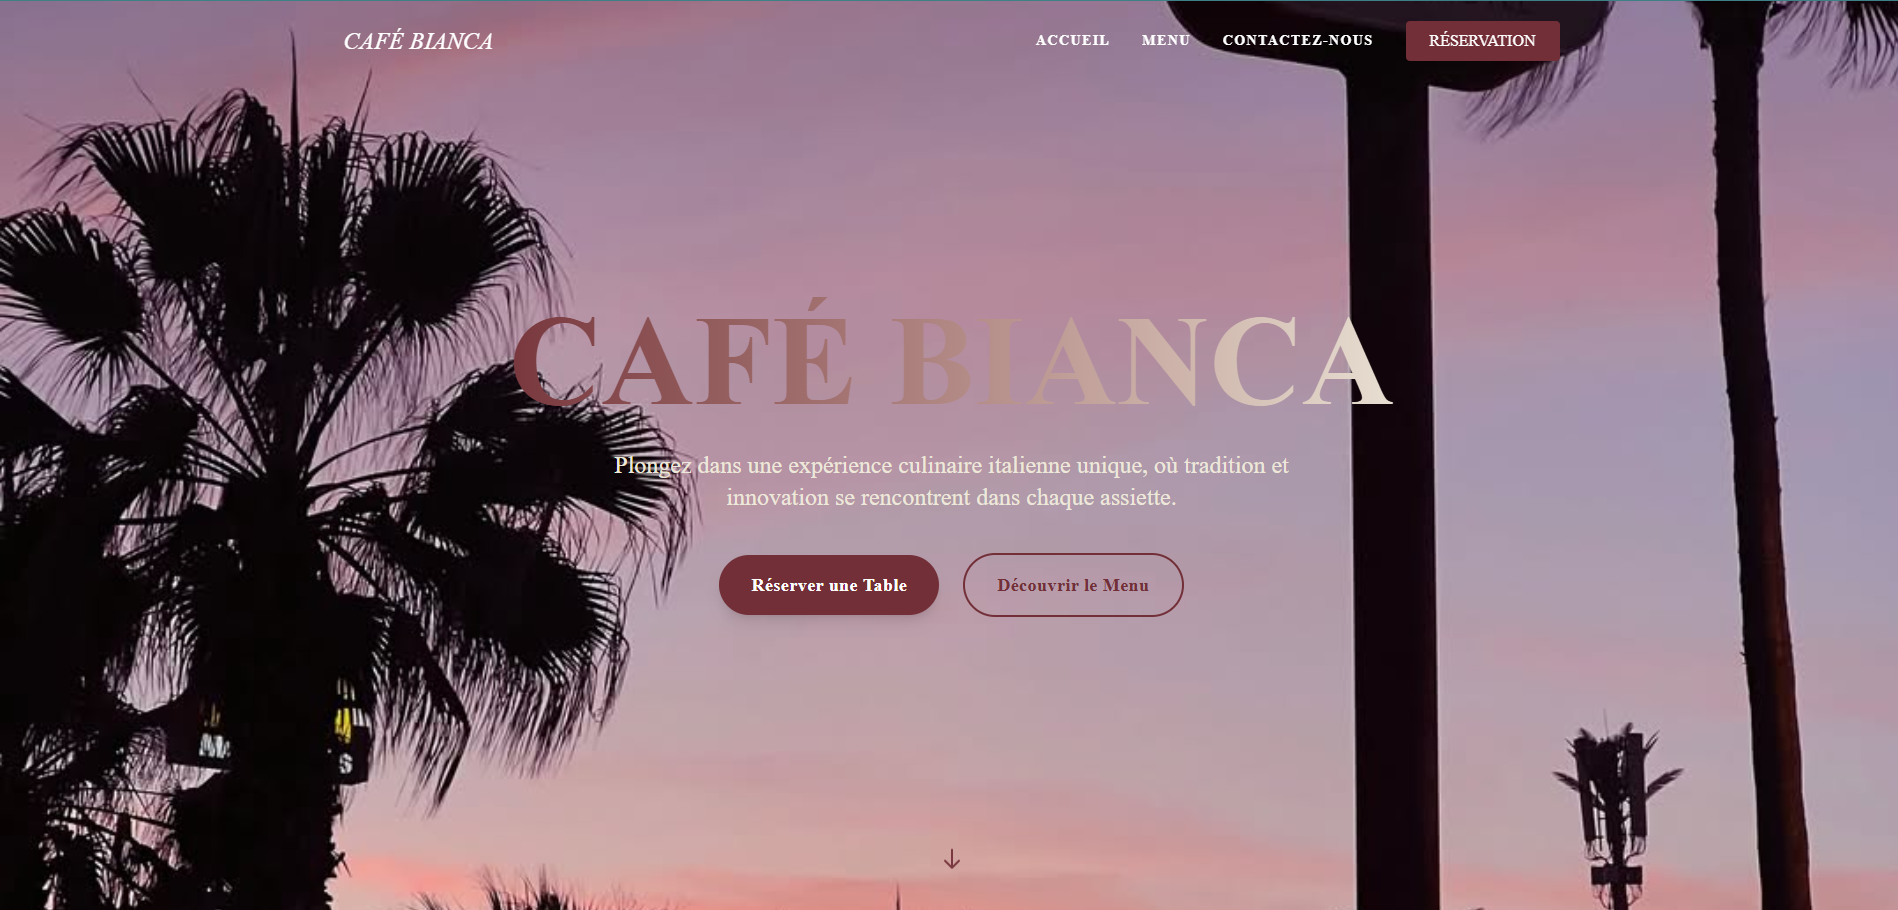 CAFÉ BIANCA
ACCUEIL
MENU
CONTACTEZ-NOUS
RÉSERVATION
CAFÉ BIANCA
Plongez dans une expérience culinaire italienne unique, où tradition et
innovation se rencontrent dans chaque assiette.
Réserver une Table
Découvrir le Menu